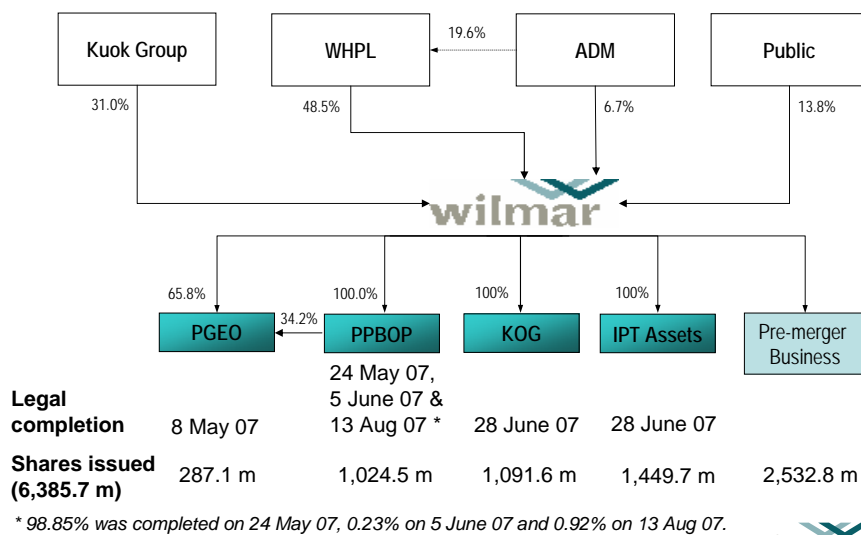 Kuok Group
WHPL
19.6%
ADM
Public
31.0%
48.5%
6.7%
13.8%
wilmar
65.8%
100.0%
100%
100%
PGEO
34.2%
PPBOP
KOG
IPT Assets
Pre-merger
Business
Legal
completion
8 May 07
24 May 07,
5 June 07 &
13 Aug 07 *
28 June 07
28 June 07
Shares issued
(6,385.7 m)
287.1 m
1,024.5 m
1,091.6 m
1,449.7 m
2,532.8 m
* 98.85% was completed on 24 May 07, 0.23% on 5 June 07 and 0.92% on 13 Aug 07.